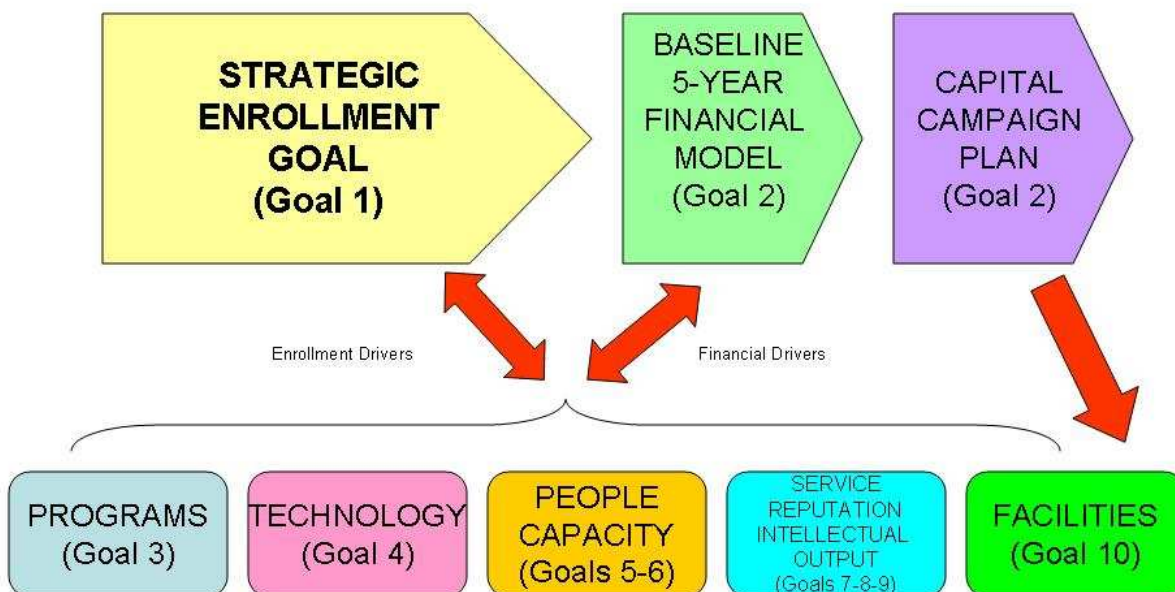 STRATEGIC
ENROLLMENT
GOAL
(Goal 1)
BASELINE
5-YEAR
FINANCIAL
MODEL
(Goal 2)
CAPITAL
CAMPAIGN
PLAN
(Goal 2)
Enrollment Drivers
Financial Drivers
PROGRAMS
(Goal 3)
TECHNOLOGY
(Goal 4)
PEOPLE
CAPACITY
(Goals 5-6)
SERVICE
REPUTATION
INTELLECTUAL
OUTPUT
(Goals 7-8-9)
FACILITIES
(Goal 10)